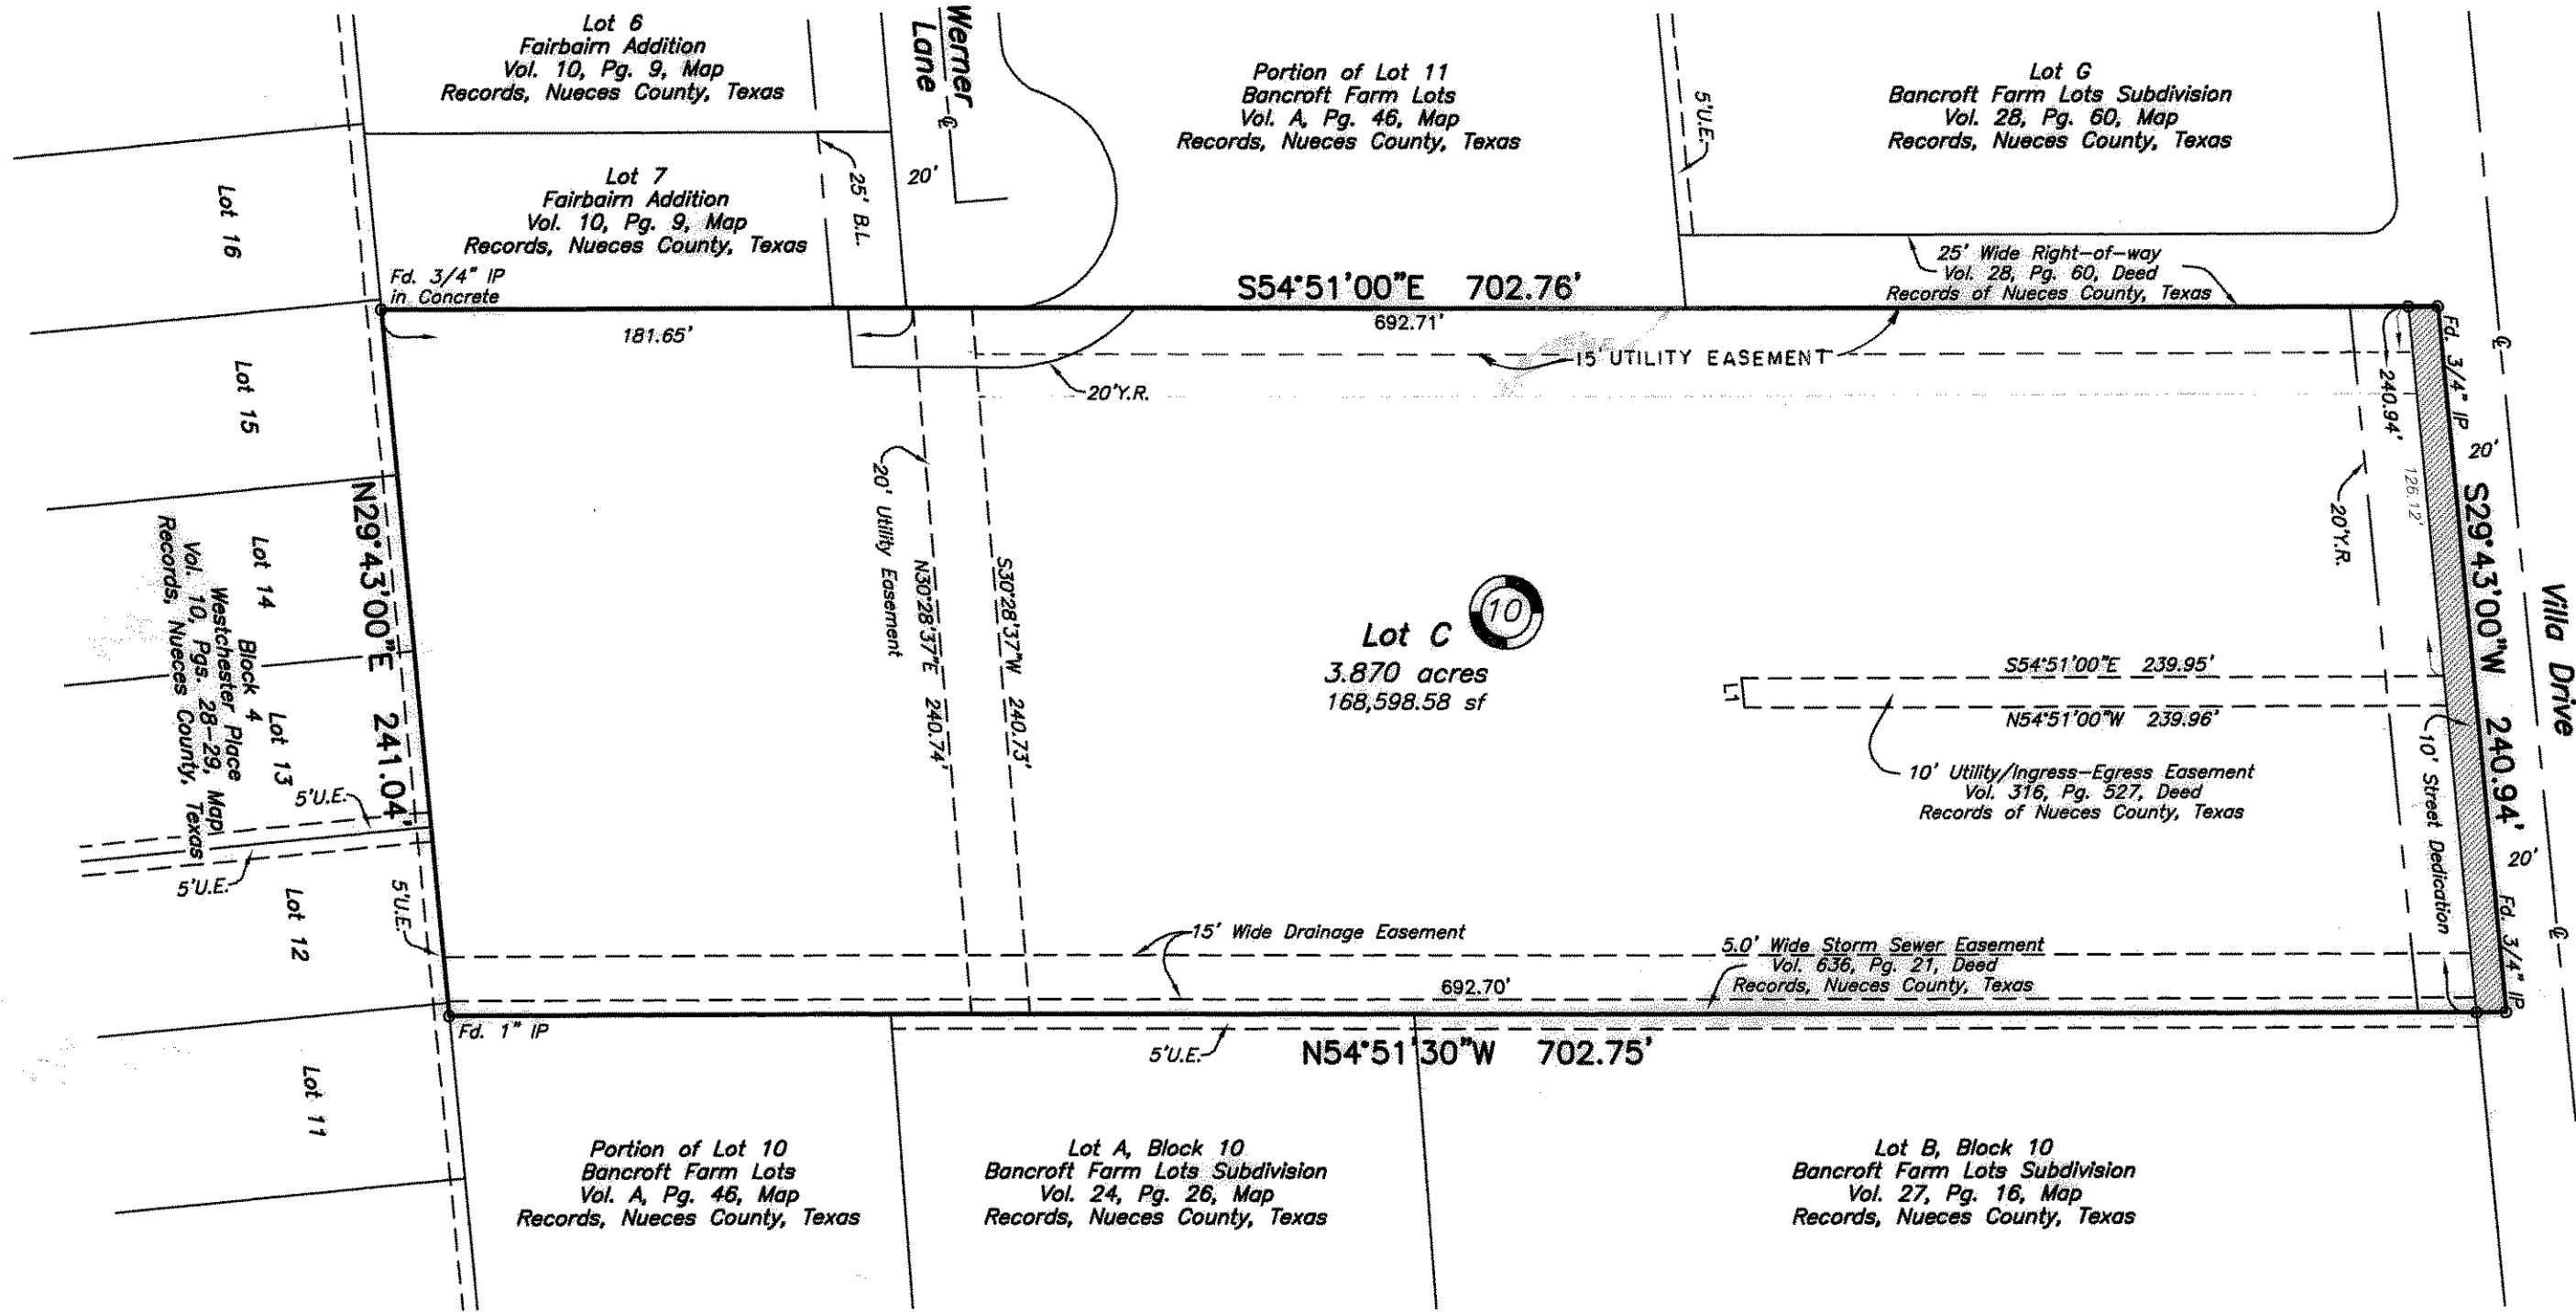 Lot 6
Fairbairn Addition
Vol. 10, Pg. 9, Map
Records, Nueces County, Texas
Werner
Lane
℄
20'
Portion of Lot 11
Bancroft Farm Lots
Vol. A, Pg. 46, Map
Records, Nueces County, Texas
5'U.E.
Lot G
Bancroft Farm Lots Subdivision
Vol. 28, Pg. 60, Map
Records, Nueces County, Texas
Lot 7
Fairbairn Addition
Vol. 10, Pg. 9, Map
Records, Nueces County, Texas
25' B.L.
25' Wide Right-of-way
Vol. 28, Pg. 60, Deed
Records of Nueces County, Texas
Lot 16
Fd. 3/4" IP
in Concrete
S54°51'00"E 702.76'
181.65'
692.71'
15' UTILITY EASEMENT
20'Y.R.
Fd. 3/4" IP
℄
240.94'
20'
126.12'
20'Y.R.
S29°43'00"W 240.94'
Villa Drive
Lot 15
N29°43'00"E 241.04'
Lot 14
Block 4
Lot 13
Westchester Place
Vol. 10, Pgs. 28-29, Map
Records, Nueces County, Texas
20' Utility Easement
N30°28'37"E 240.74'
S30°28'37"W 240.73'
10
Lot C
3.870 acres
168,598.58 sf
S54°51'00"E 239.95'
L1
N54°51'00"W 239.96'
10' Utility/Ingress-Egress Easement
Vol. 316, Pg. 527, Deed
Records of Nueces County, Texas
10' Street Dedication
20'
5'U.E.
5'U.E.
5'U.E.
Lot 12
15' Wide Drainage Easement
5.0' Wide Storm Sewer Easement
Vol. 636, Pg. 21, Deed
Records, Nueces County, Texas
692.70'
Fd. 3/4" IP
℄
Fd. 1" IP
5'U.E.
N54°51'30"W 702.75'
Lot 11
Portion of Lot 10
Bancroft Farm Lots
Vol. A, Pg. 46, Map
Records, Nueces County, Texas
Lot A, Block 10
Bancroft Farm Lots Subdivision
Vol. 24, Pg. 26, Map
Records, Nueces County, Texas
Lot B, Block 10
Bancroft Farm Lots Subdivision
Vol. 27, Pg. 16, Map
Records, Nueces County, Texas